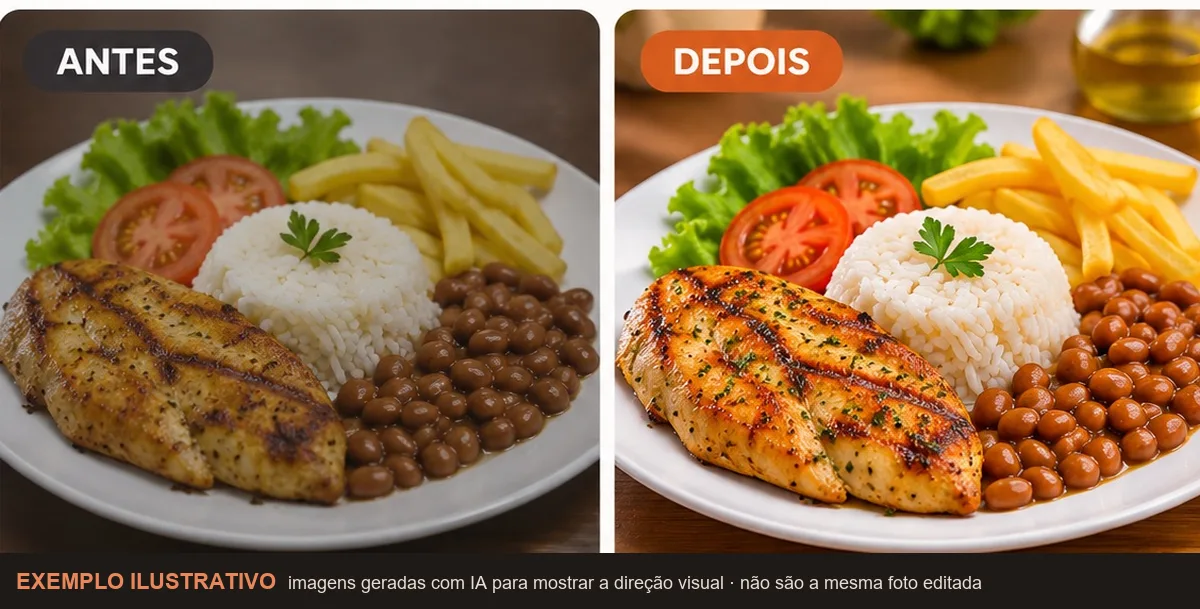 ANTES
DEPOIS
EXEMPLO ILUSTRATIVO imagens geradas com IA para mostrar a direção visual · não são a mesma foto editada